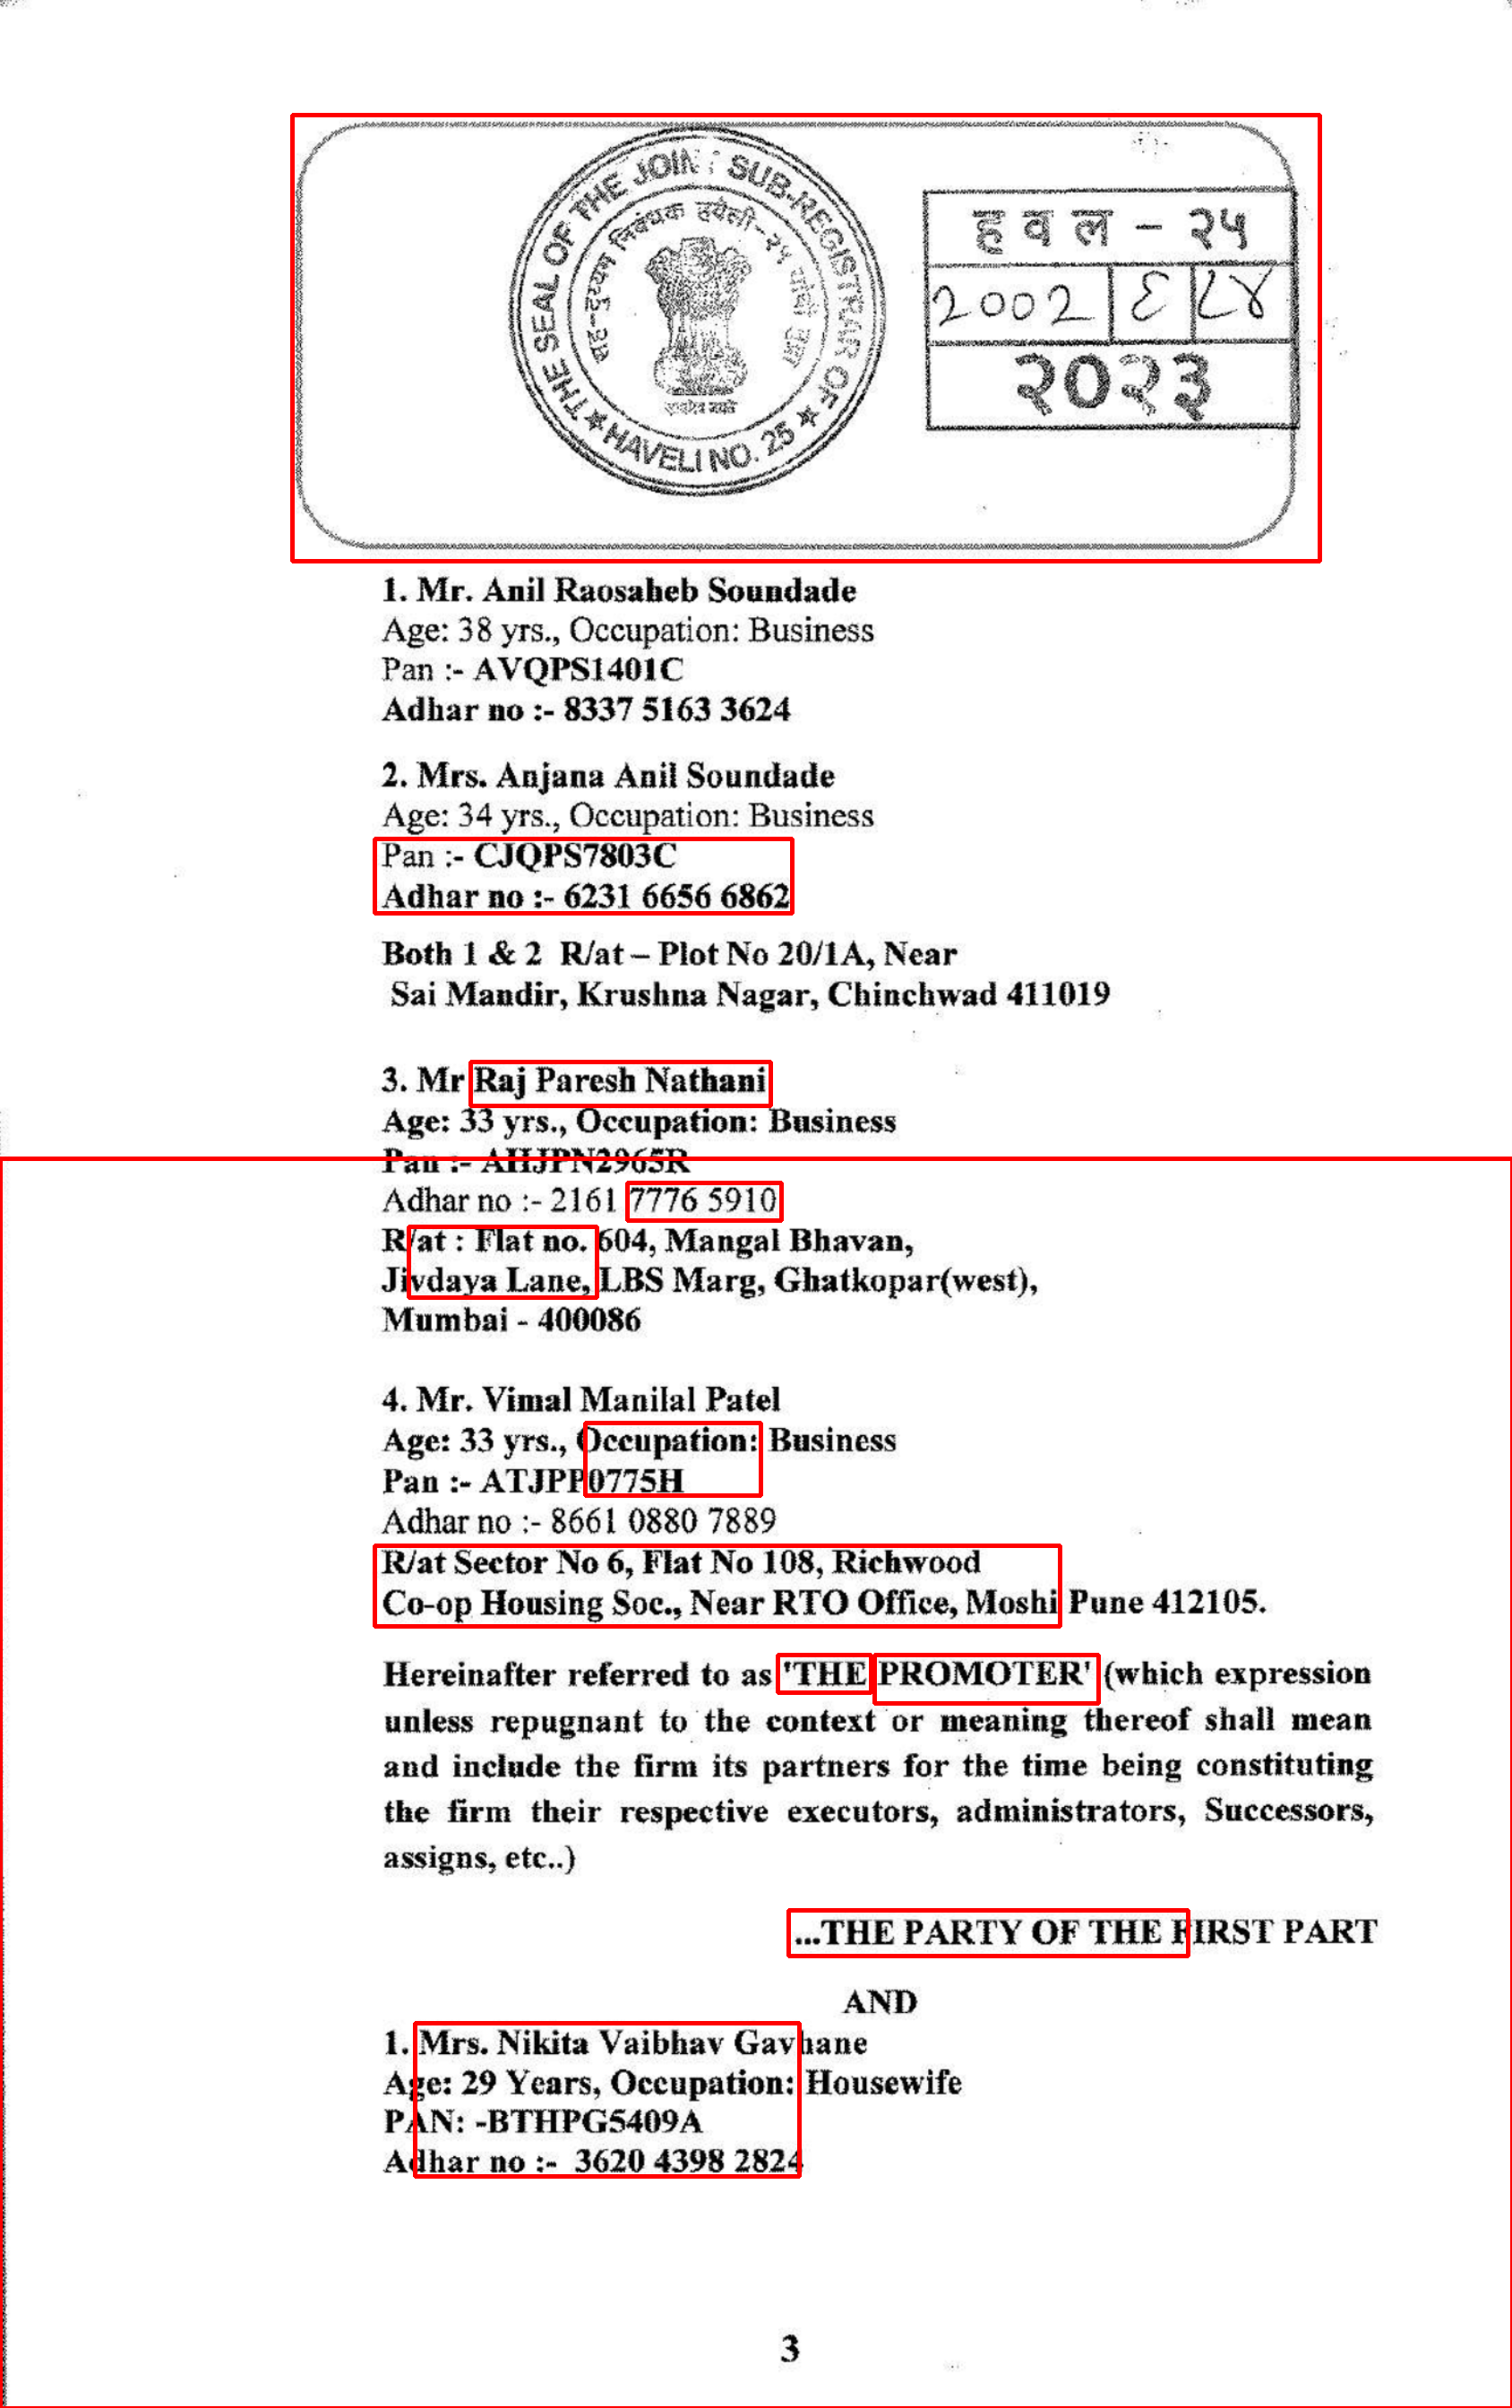 THE SEAL OF THE JOINT SUB-REGISTRAR OF
सह-दुय्यम निबंधक हवेली-२५ यांची मुद्रा
★ HAVELI NO. 25 ★
हवल - २५
2002 ६ ८४
२०२३
1. Mr. Anil Raosaheb Soundade
Age: 38 yrs., Occupation: Business
Pan :- AVQPS1401C
Adhar no :- 8337 5163 3624
2. Mrs. Anjana Anil Soundade
Age: 34 yrs., Occupation: Business
Pan :- CJQPS7803C
Adhar no :- 6231 6656 6862
Both 1 & 2 R/at – Plot No 20/1A, Near
Sai Mandir, Krushna Nagar, Chinchwad 411019
3. Mr Raj Paresh Nathani
Age: 33 yrs., Occupation: Business
Pan :- AHJPN2965R
Adhar no :- 2161 7776 5910
R/at : Flat no. 604, Mangal Bhavan,
Jivdaya Lane, LBS Marg, Ghatkopar(west),
Mumbai - 400086
4. Mr. Vimal Manilal Patel
Age: 33 yrs., Occupation: Business
Pan :- ATJPP0775H
Adhar no :- 8661 0880 7889
R/at Sector No 6, Flat No 108, Richwood
Co-op Housing Soc., Near RTO Office, Moshi Pune 412105.
Hereinafter referred to as 'THE PROMOTER' (which expression
unless repugnant to the context or meaning thereof shall mean
and include the firm its partners for the time being constituting
the firm their respective executors, administrators, Successors,
assigns, etc..)
...THE PARTY OF THE FIRST PART
AND
1. Mrs. Nikita Vaibhav Gavhane
Age: 29 Years, Occupation: Housewife
PAN: -BTHPG5409A
Adhar no :- 3620 4398 2824
3